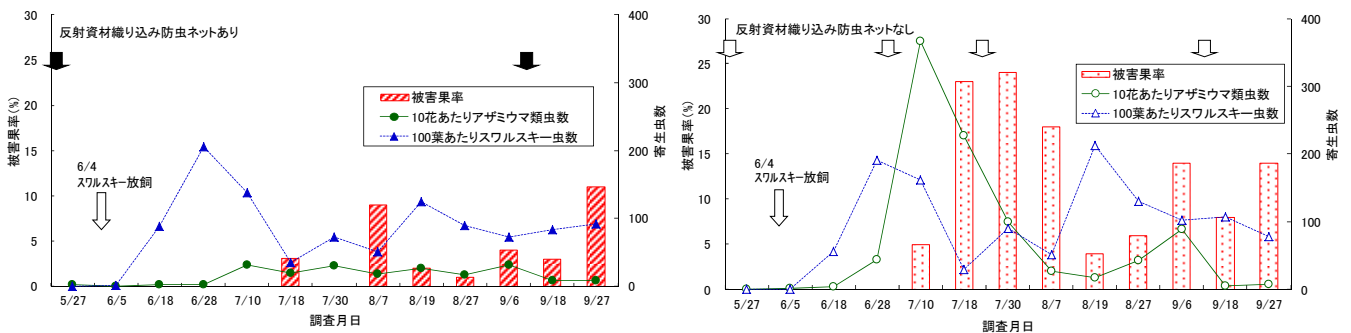 反射資材織り込み防虫ネットあり
30
25
20
15
10
5
0
被害果率(%)
400
300
200
100
0
寄生虫数
被害果率
10花あたりアザミウマ類虫数
100葉あたりスワルスキー虫数
6/4
スワルスキー放飼
5/27 6/5 6/18 6/28 7/10 7/18 7/30 8/7 8/19 8/27 9/6 9/18 9/27
調査月日
反射資材織り込み防虫ネットなし
30
25
20
15
10
5
0
被害果率(%)
400
300
200
100
0
寄生虫数
被害果率
10花あたりアザミウマ類虫数
100葉あたりスワルスキー虫数
6/4
スワルスキー放飼
5/27 6/5 6/18 6/28 7/10 7/18 7/30 8/7 8/19 8/27 9/6 9/18 9/27
調査月日